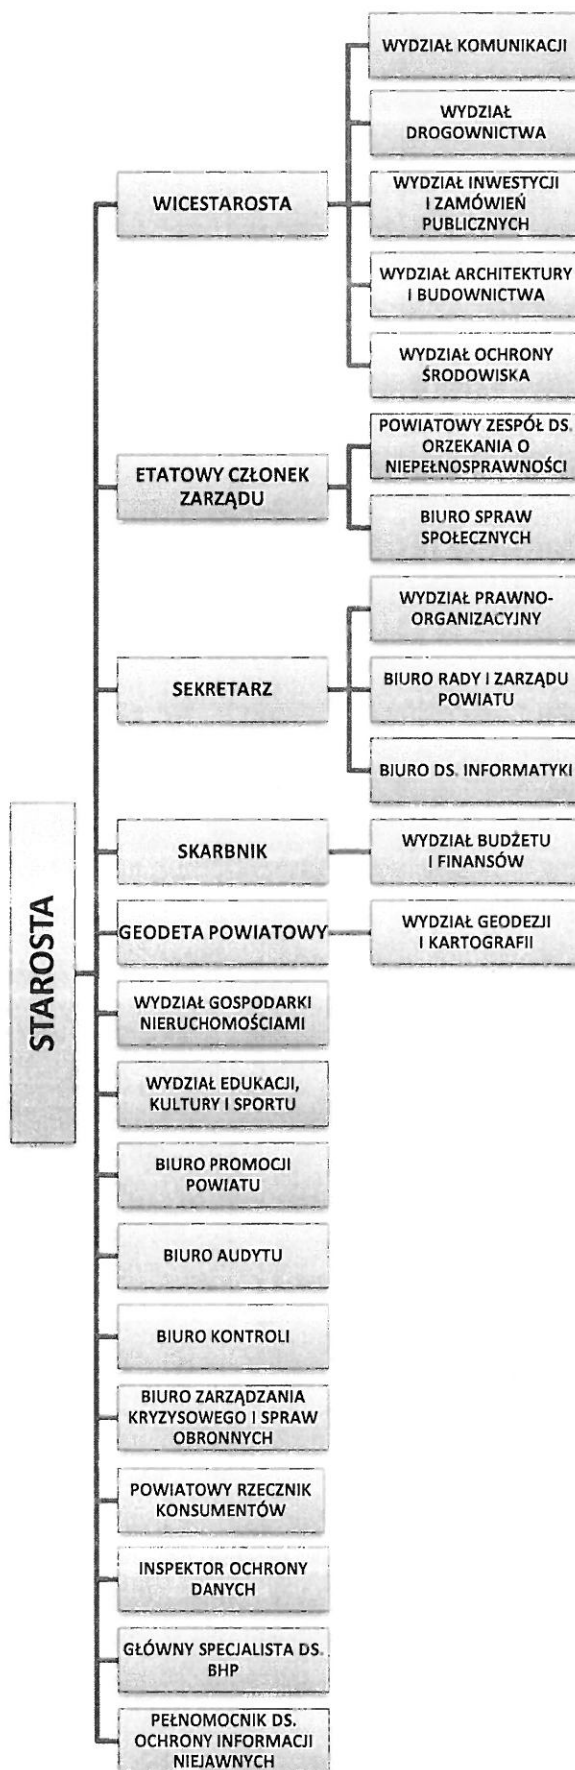 STAROSTA
WICESTAROSTA
WYDZIAŁ KOMUNIKACJI
WYDZIAŁ
DROGOWNICTWA
WYDZIAŁ INWESTYCJI
I ZAMÓWIEŃ
PUBLICZNYCH
WYDZIAŁ ARCHITEKTURY
I BUDOWNICTWA
WYDZIAŁ OCHRONY
ŚRODOWISKA
ETATOWY CZŁONEK
ZARZĄDU
POWIATOWY ZESPÓŁ DS.
ORZEKANIA O
NIEPEŁNOSPRAWNOŚCI
BIURO SPRAW
SPOŁECZNYCH
SEKRETARZ
WYDZIAŁ PRAWNO-
ORGANIZACYJNY
BIURO RADY I ZARZĄDU
POWIATU
BIURO DS. INFORMATYKI
SKARBNIK
WYDZIAŁ BUDŻETU
I FINANSÓW
GEODETA POWIATOWY
WYDZIAŁ GEODEZJI
I KARTOGRAFII
WYDZIAŁ GOSPODARKI
NIERUCHOMOŚCIAMI
WYDZIAŁ EDUKACJI,
KULTURY I SPORTU
BIURO PROMOCJI
POWIATU
BIURO AUDYTU
BIURO KONTROLI
BIURO ZARZĄDZANIA
KRYZYSOWEGO I SPRAW
OBRONNYCH
POWIATOWY RZECZNIK
KONSUMENTÓW
INSPEKTOR OCHRONY
DANYCH
GŁÓWNY SPECJALISTA DS.
BHP
PEŁNOMOCNIK DS.
OCHRONY INFORMACJI
NIEJAWNYCH